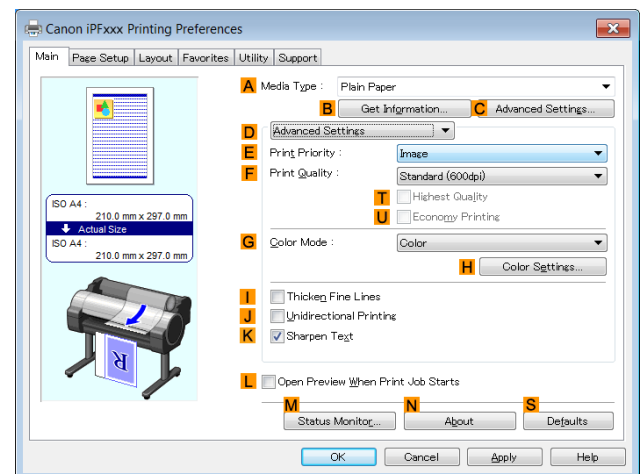 Canon iPFxxx Printing Preferences
Main Page Setup Layout Favorites Utility Support
A Media Type : Plain Paper
B Get Information... C Advanced Settings...
D Advanced Settings
E Print Priority : Image
F Print Quality : Standard (600dpi)
T Highest Quality
U Economy Printing
ISO A4 :
210.0 mm x 297.0 mm
Actual Size
ISO A4 :
210.0 mm x 297.0 mm
G Color Mode : Color
H Color Settings...
I Thicken Fine Lines
J Unidirectional Printing
K Sharpen Text
R
L Open Preview When Print Job Starts
M N S
Status Monitor... About Defaults
OK Cancel Apply Help